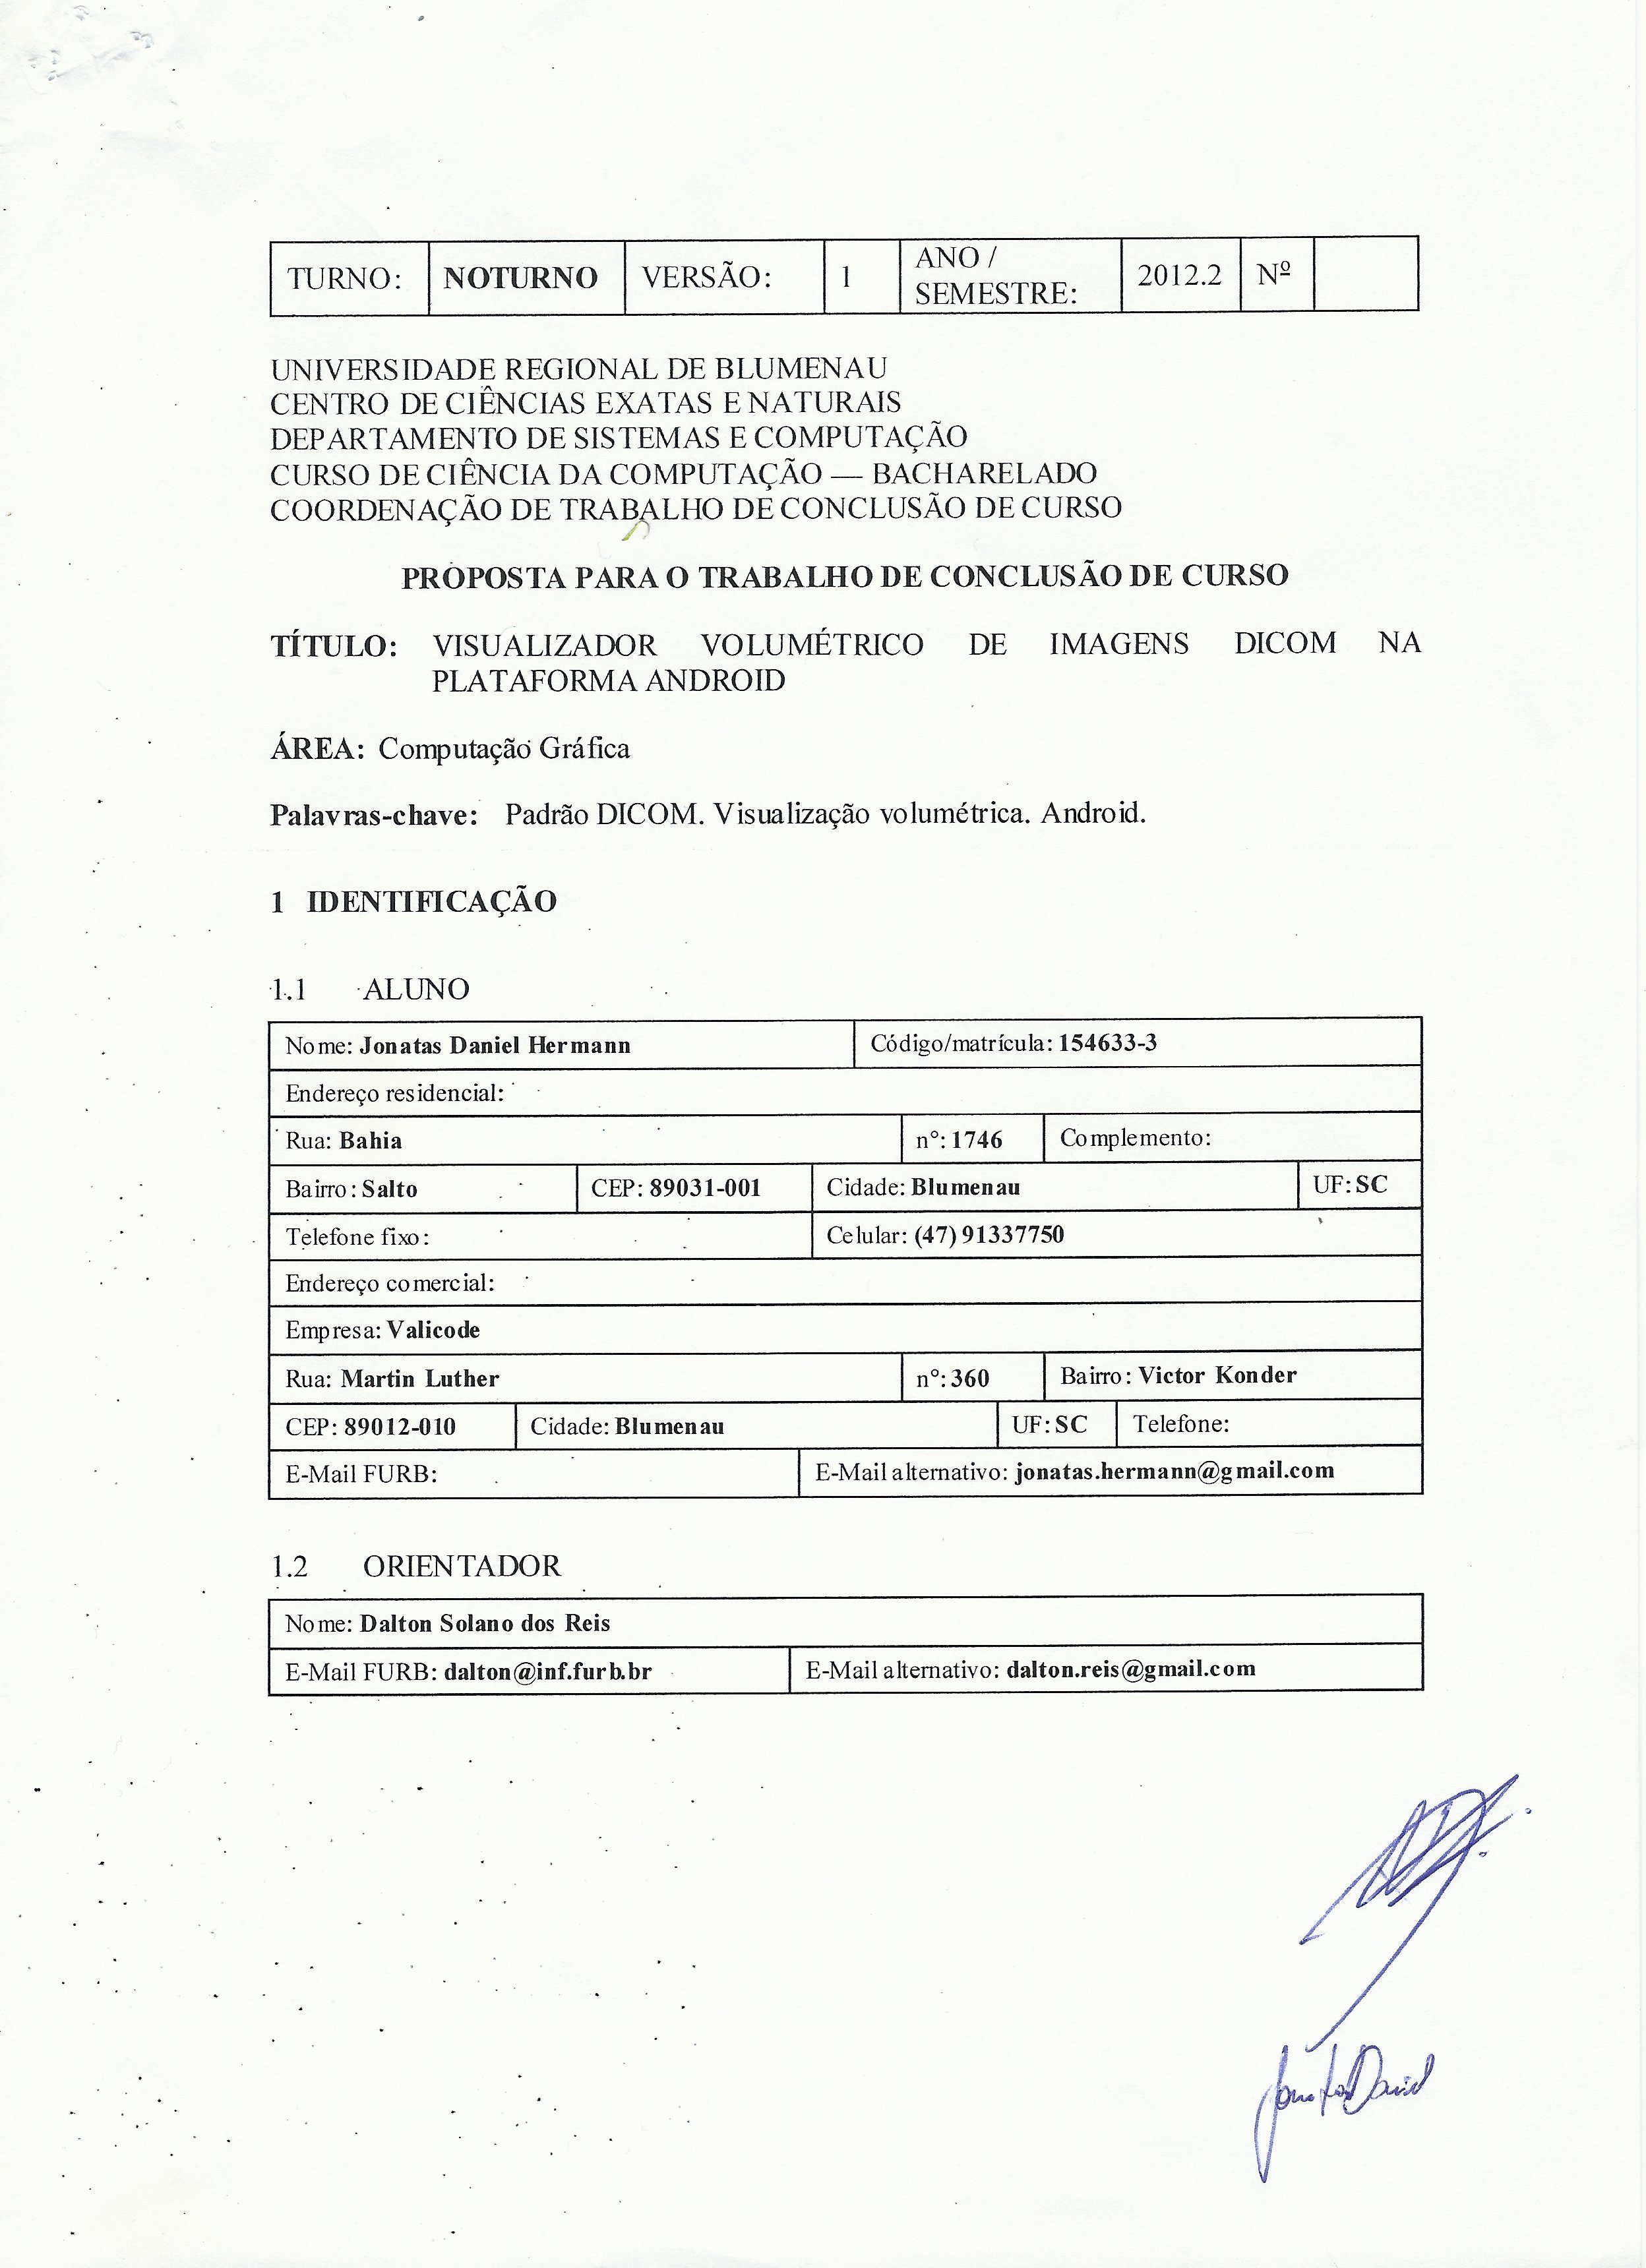 TURNO: NOTURNO VERSÃO: 1 ANO / SEMESTRE: 2012.2 Nº
UNIVERSIDADE REGIONAL DE BLUMENAU
CENTRO DE CIÊNCIAS EXATAS E NATURAIS
DEPARTAMENTO DE SISTEMAS E COMPUTAÇÃO
CURSO DE CIÊNCIA DA COMPUTAÇÃO — BACHARELADO
COORDENAÇÃO DE TRABALHO DE CONCLUSÃO DE CURSO
PROPOSTA PARA O TRABALHO DE CONCLUSÃO DE CURSO
TÍTULO: VISUALIZADOR VOLUMÉTRICO DE IMAGENS DICOM NA
PLATAFORMA ANDROID
ÁREA: Computação Gráfica
Palavras-chave: Padrão DICOM. Visualização volumétrica. Android.
1 IDENTIFICAÇÃO
1.1 ALUNO
Nome: Jonatas Daniel Hermann Código/matrícula: 154633-3
Endereço residencial:
Rua: Bahia n°: 1746 Complemento:
Bairro: Salto CEP: 89031-001 Cidade: Blumenau UF: SC
Telefone fixo: Celular: (47) 91337750
Endereço comercial:
Empresa: Valicode
Rua: Martin Luther n°: 360 Bairro: Victor Konder
CEP: 89012-010 Cidade: Blumenau UF: SC Telefone:
E-Mail FURB: E-Mail alternativo: jonatas.hermann@gmail.com
1.2 ORIENTADOR
Nome: Dalton Solano dos Reis
E-Mail FURB: dalton@inf.furb.br E-Mail alternativo: dalton.reis@gmail.com
Jonatas Daniel